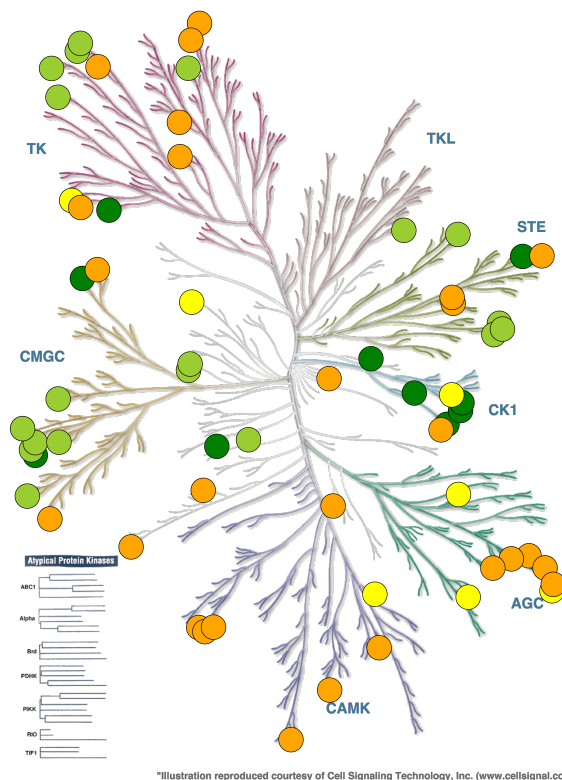 TK
TKL
STE
CMGC
CK1
AGC
CAMK
Atypical Protein Kinases
ABC1
Alpha
Brd
PDHK
PIKK
RIO
TIF1
"Illustration reproduced courtesy of Cell Signaling Technology, Inc. (www.cellsignal.co